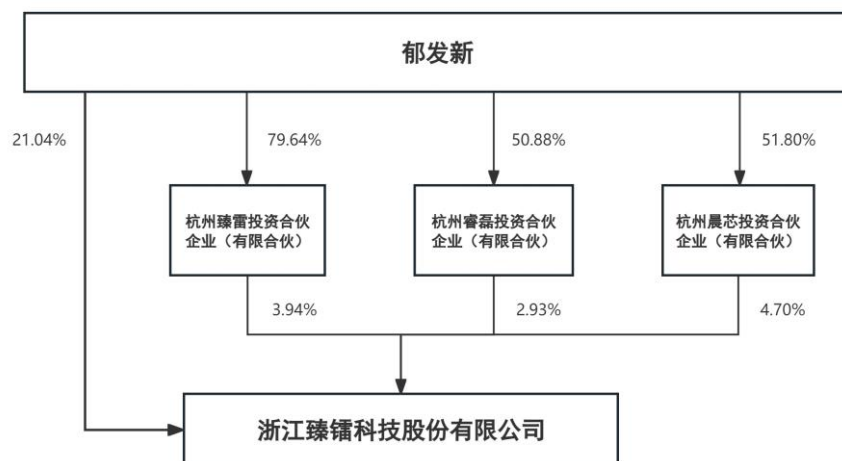 郁发新
21.04%
79.64%
50.88%
51.80%
杭州臻雷投资合伙
企业（有限合伙）
杭州睿磊投资合伙
企业（有限合伙）
杭州晨芯投资合伙
企业（有限合伙）
3.94%
2.93%
4.70%
浙江臻镭科技股份有限公司